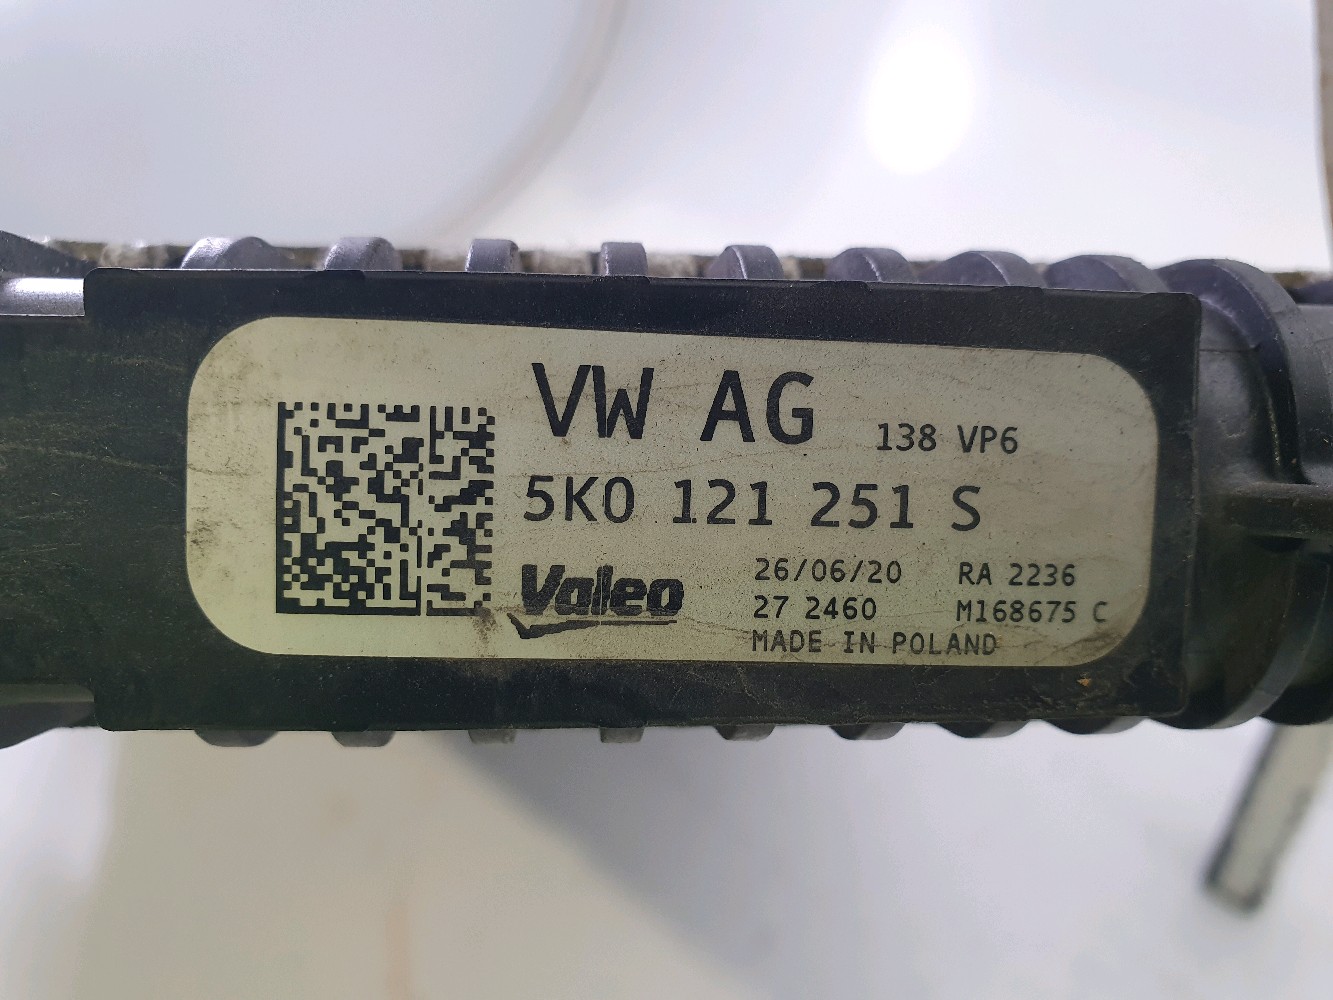 VW AG 138 VP6
5K0 121 251 S
Valeo 26/06/20 RA 2236
27 2460 M168675 C
MADE IN POLAND